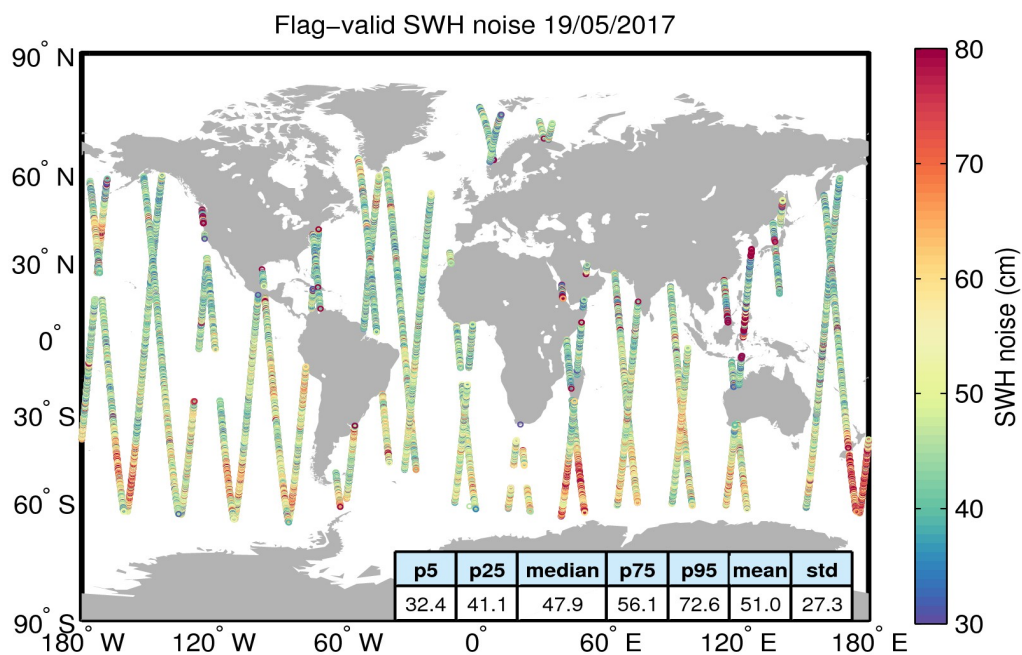 Flag−valid SWH noise 19/05/2017
90° N
60° N
30° N
0°
30° S
60° S
90° S
180° W
120° W
60° W
0°
60° E
120° E
180° E
p5 p25 median p75 p95 mean std
32.4 41.1 47.9 56.1 72.6 51.0 27.3
80
70
60
50
40
30
SWH noise (cm)